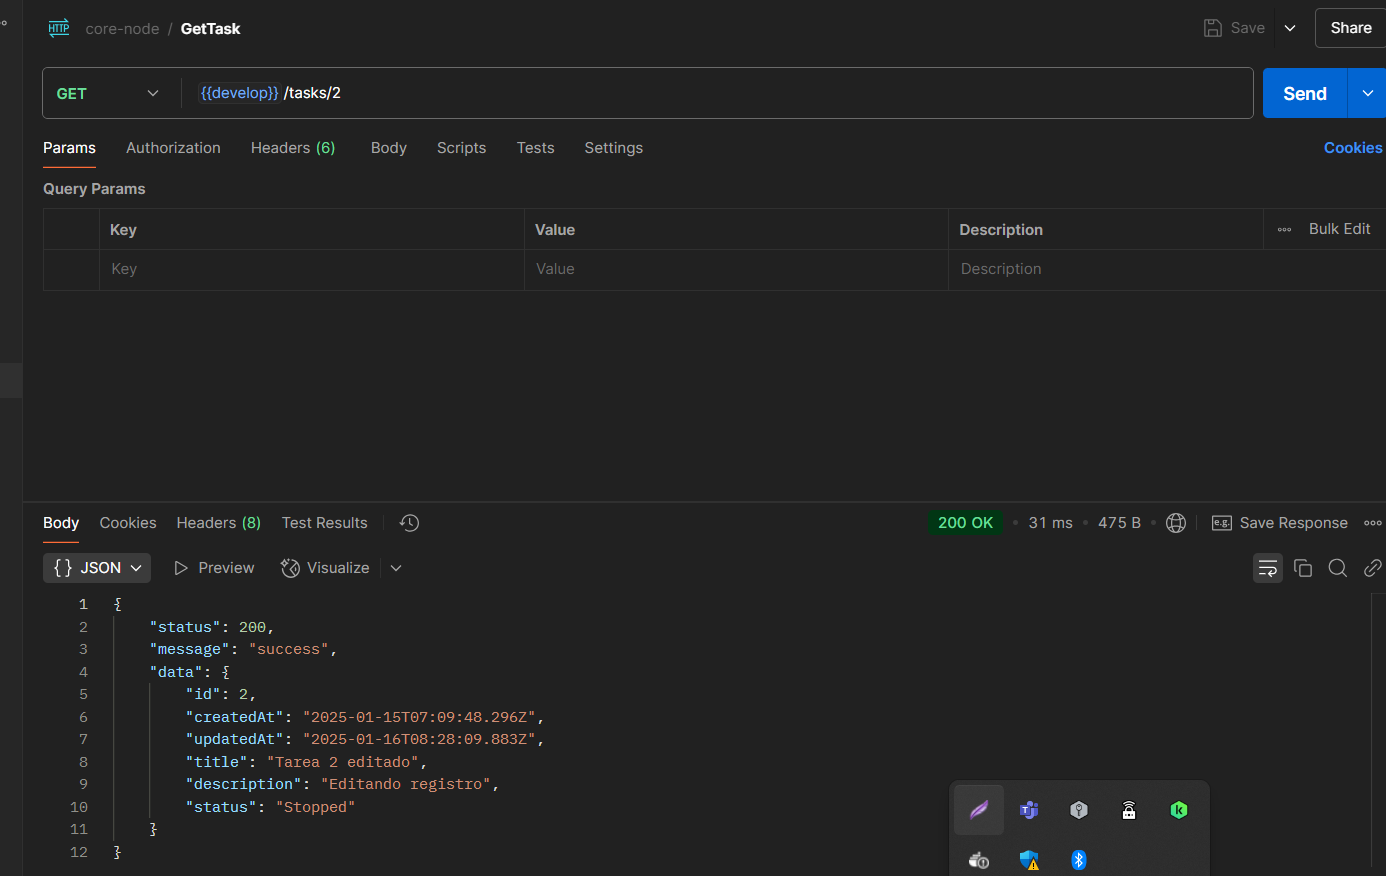 HTTP core-node / GetTask Save Share
GET {{develop}} /tasks/2 Send
Params Authorization Headers (6) Body Scripts Tests Settings Cookies
Query Params
Key Value Description Bulk Edit
Key Value Description
Body Cookies Headers (8) Test Results 200 OK • 31 ms • 475 B • e.g. Save Response
{} JSON Preview Visualize
1 {
2 "status": 200,
3 "message": "success",
4 "data": {
5 "id": 2,
6 "createdAt": "2025-01-15T07:09:48.296Z",
7 "updatedAt": "2025-01-16T08:28:09.883Z",
8 "title": "Tarea 2 editado",
9 "description": "Editando registro",
10 "status": "Stopped"
11 }
12 }